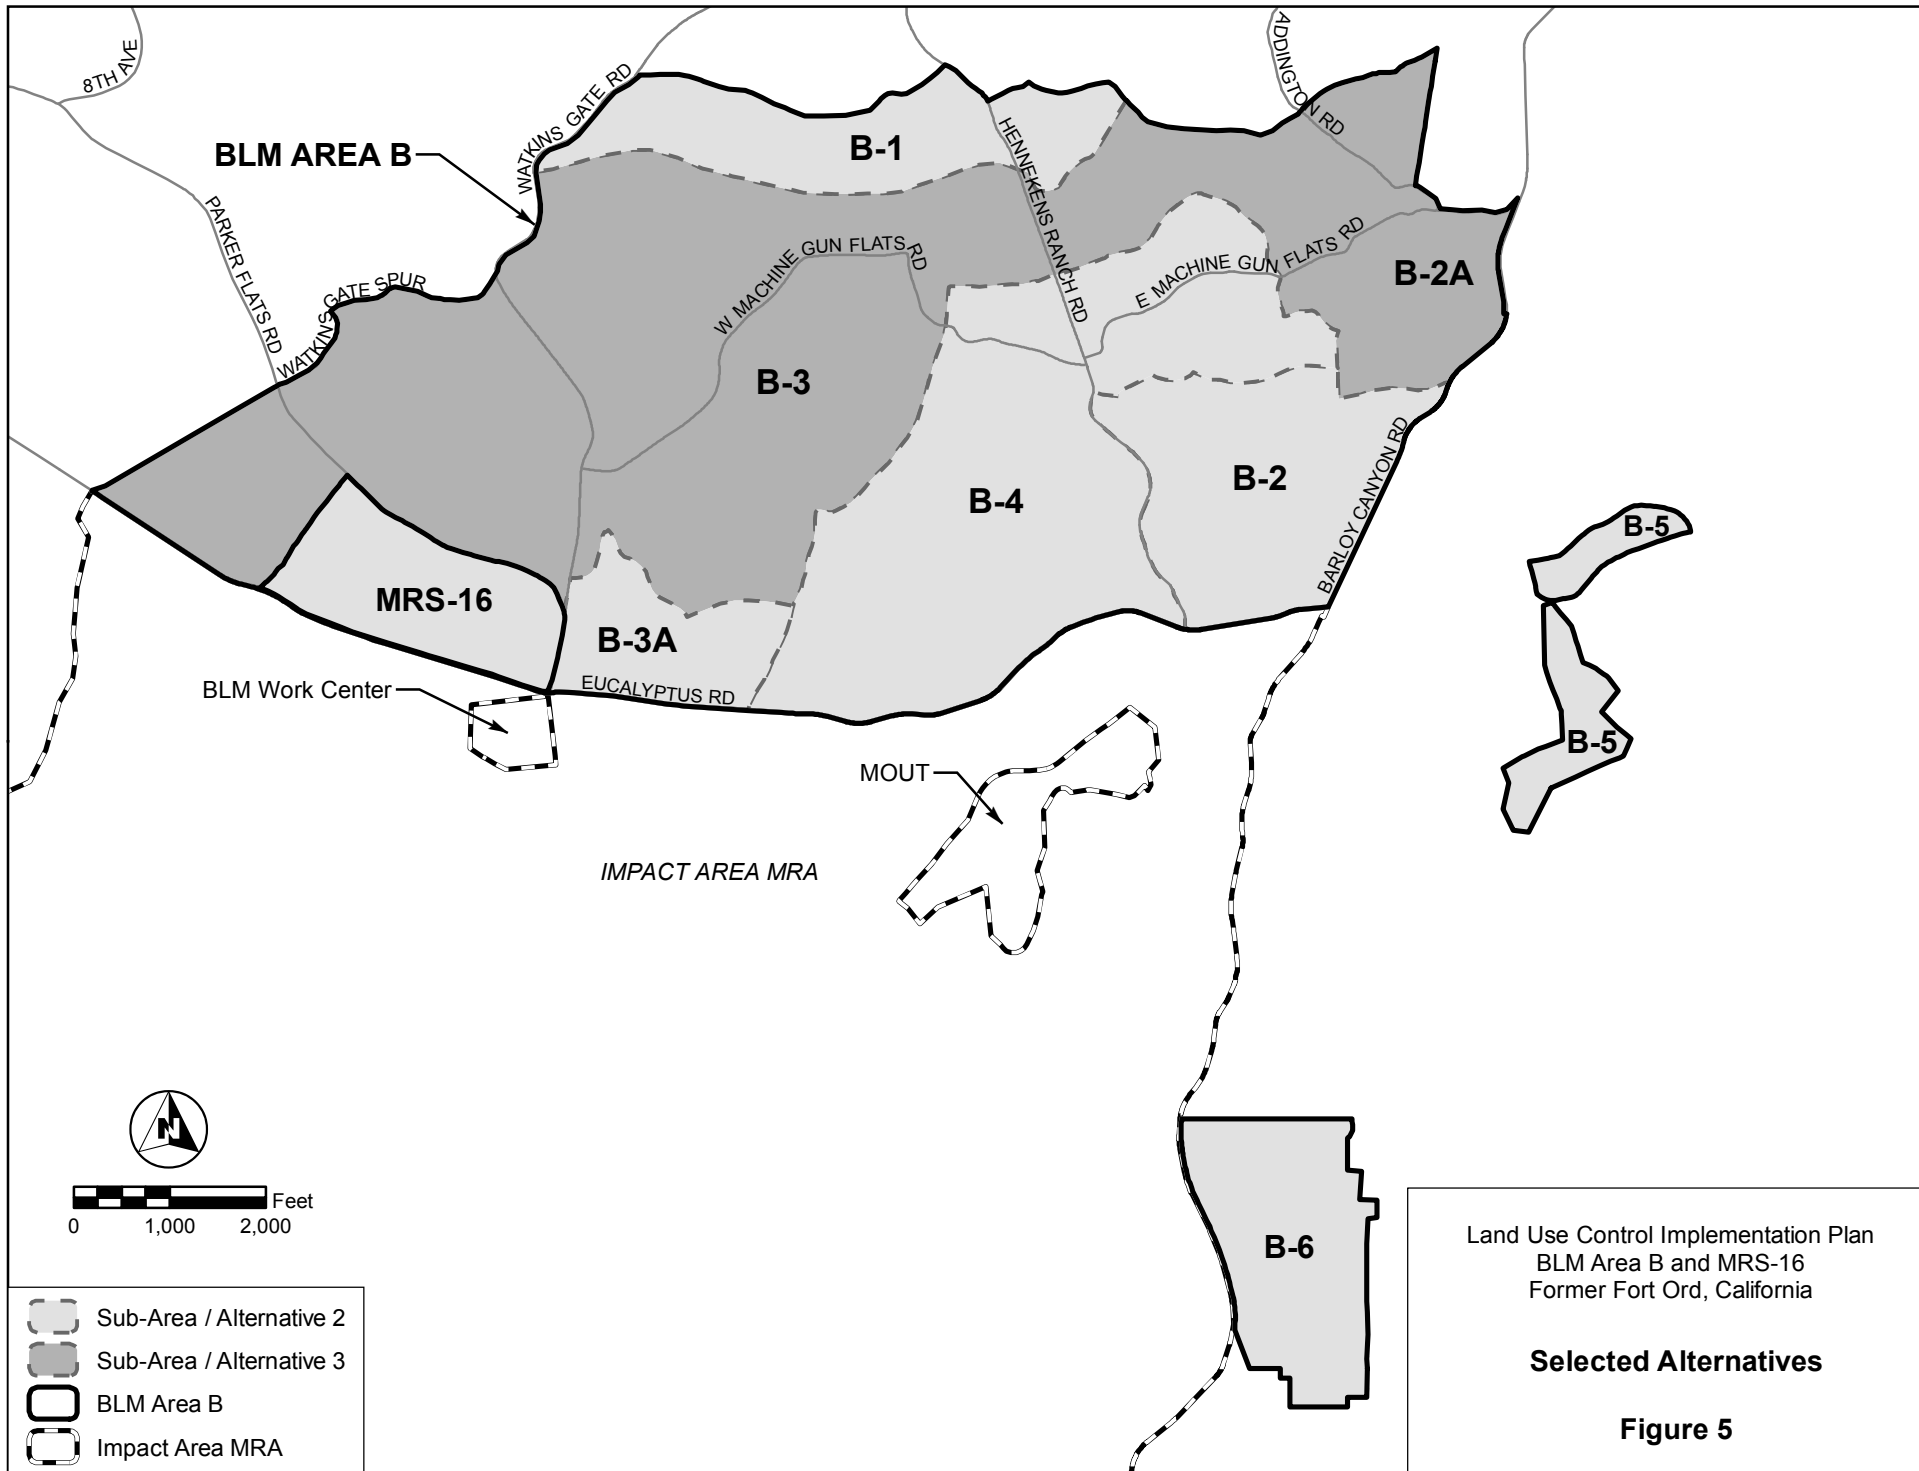 8TH AVE
WATKINS GATE RD
ADDINGTON RD
BLM AREA B
B-1
HENNEKENS RANCH RD
PARKER FLATS RD
WATKINS GATE SPUR
W MACHINE GUN FLATS RD
E MACHINE GUN FLATS RD
B-2A
B-3
B-4
B-2
BARLOY CANYON RD
B-5
MRS-16
B-3A
EUCALYPTUS RD
BLM Work Center
B-5
MOUT
IMPACT AREA MRA
N
Feet
0 1,000 2,000
B-6
Sub-Area / Alternative 2
Sub-Area / Alternative 3
BLM Area B
Impact Area MRA
Land Use Control Implementation Plan
BLM Area B and MRS-16
Former Fort Ord, California
Selected Alternatives
Figure 5